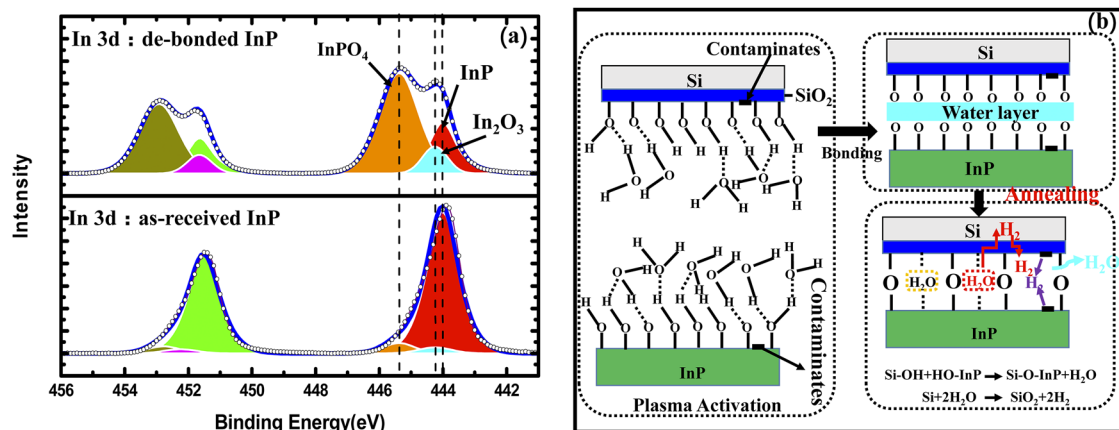 In 3d : de-bonded InP
(a)
InPO4
InP
In2O3
In 3d : as-received InP
Intensity
456 454 452 450 448 446 444 442
Binding Energy(eV)
(b)
Contaminates
Si
SiO2
O O O O O O O O
H H H H H H H H
O O O O
H H H H H H
H H H H H H
O O O O
H H H H H H H H
O O O O O O O O
InP
Contaminates
Plasma Activation
Bonding
Si
O O O O O O O O
Water layer
O O O O O O O O
InP
Annealing
Si
H2
H2
H2O
O H2O O H2O O H2 O
InP
Si-OH+HO-InP → Si-O-InP+H2O
Si+2H2O → SiO2+2H2